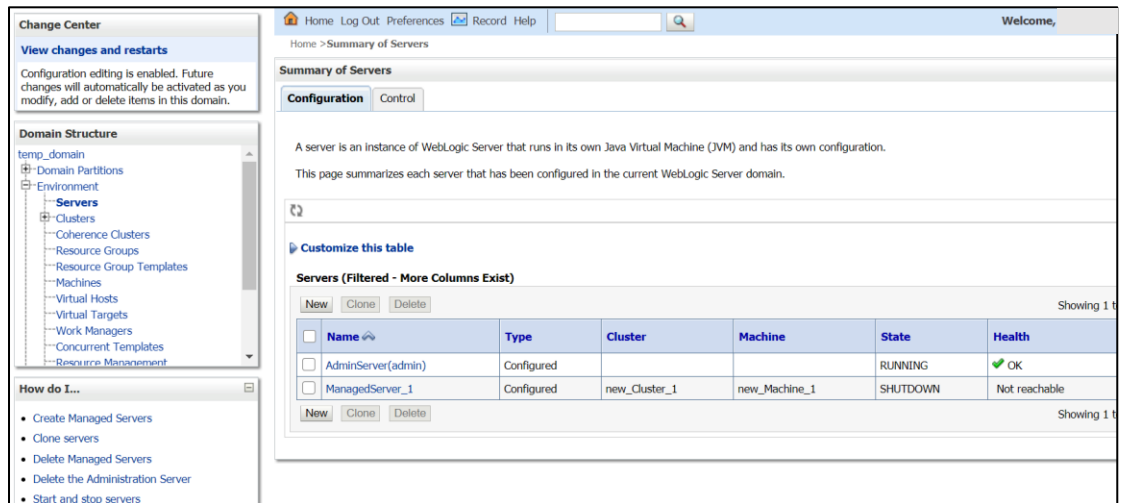 Change Center
View changes and restarts
Configuration editing is enabled. Future
changes will automatically be activated as you
modify, add or delete items in this domain.
Domain Structure
temp_domain
Domain Partitions
Environment
Servers
Clusters
Coherence Clusters
Resource Groups
Resource Group Templates
Machines
Virtual Hosts
Virtual Targets
Work Managers
Concurrent Templates
Resource Management
How do I...
Create Managed Servers
Clone servers
Delete Managed Servers
Delete the Administration Server
Start and stop servers
Home Log Out Preferences Record Help
Welcome,
Home >Summary of Servers
Summary of Servers
Configuration Control
A server is an instance of WebLogic Server that runs in its own Java Virtual Machine (JVM) and has its own configuration.
This page summarizes each server that has been configured in the current WebLogic Server domain.
Customize this table
Servers (Filtered - More Columns Exist)
New Clone Delete Showing 1 t
Name Type Cluster Machine State Health
AdminServer(admin) Configured RUNNING OK
ManagedServer_1 Configured new_Cluster_1 new_Machine_1 SHUTDOWN Not reachable
New Clone Delete Showing 1 t